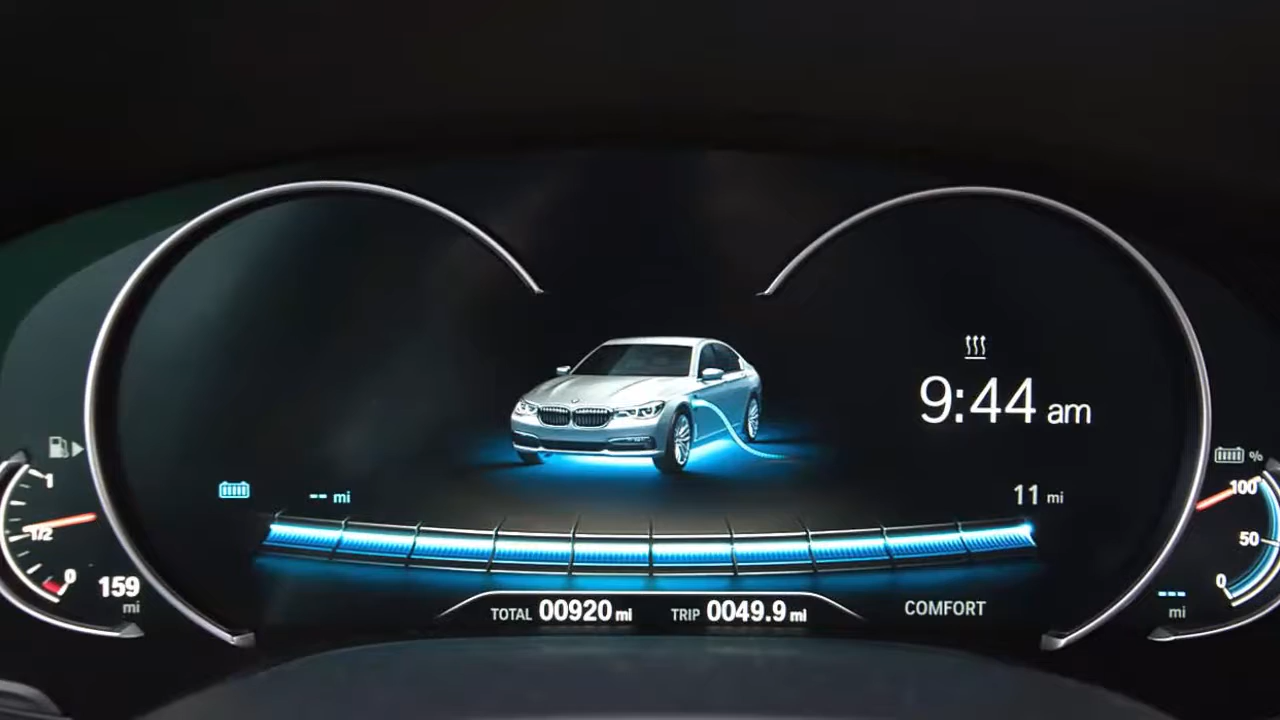 9:44 am
%
1
1/2
0
159
mi
-- mi
11 mi
100
50
0
---
mi
TOTAL 00920 mi TRIP 0049.9 mi
COMFORT